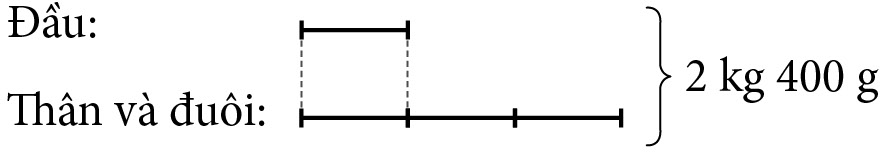 Đầu:
2 kg 400 g
Thân và đuôi: